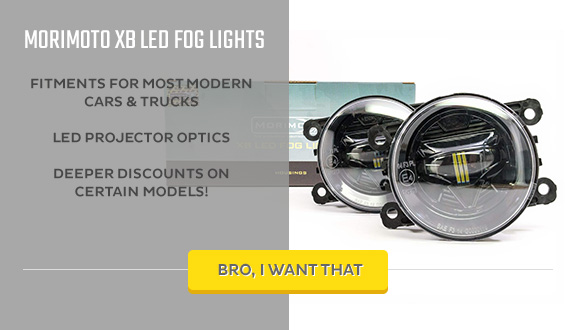 MORIMOTO XB LED FOG LIGHTS
FITMENTS FOR MOST MODERN
CARS & TRUCKS
LED PROJECTOR OPTICS
DEEPER DISCOUNTS ON
CERTAIN MODELS!
BRO, I WANT THAT